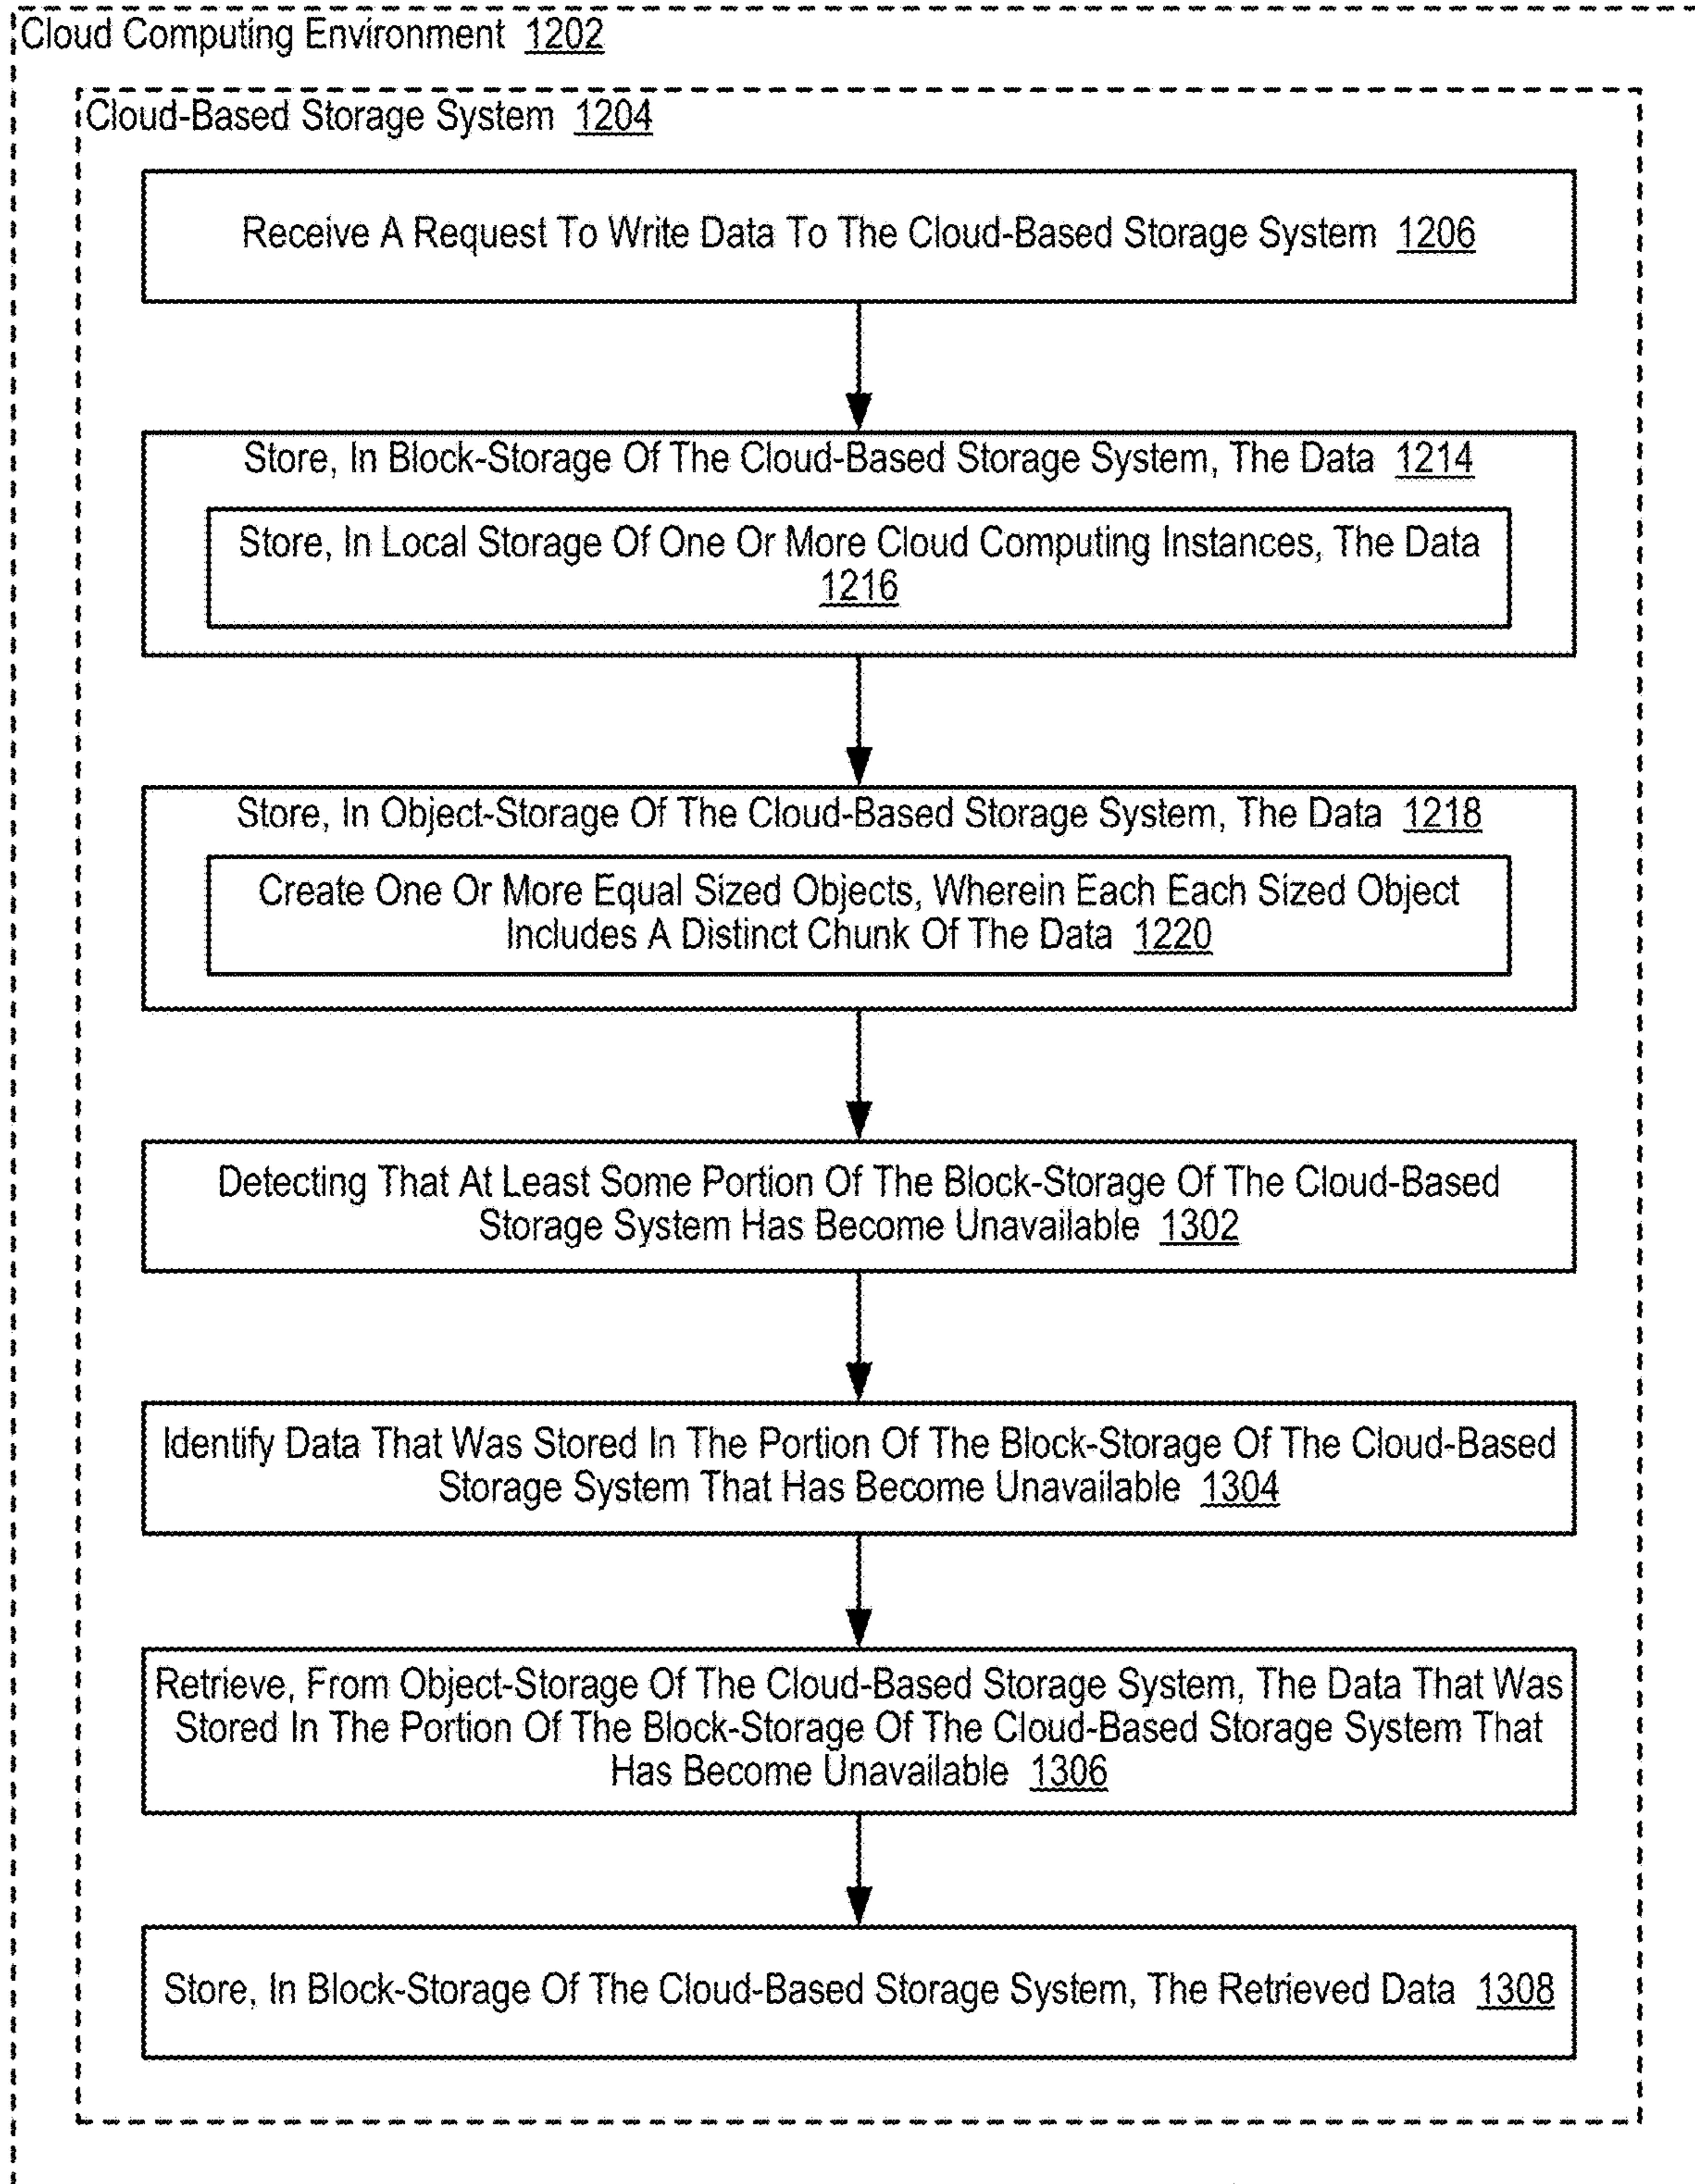 Cloud Computing Environment 1202
Cloud-Based Storage System 1204
Receive A Request To Write Data To The Cloud-Based Storage System 1206
Store, In Block-Storage Of The Cloud-Based Storage System, The Data 1214
Store, In Local Storage Of One Or More Cloud Computing Instances, The Data
1216
Store, In Object-Storage Of The Cloud-Based Storage System, The Data 1218
Create One Or More Equal Sized Objects, Wherein Each Each Sized Object
Includes A Distinct Chunk Of The Data 1220
Detecting That At Least Some Portion Of The Block-Storage Of The Cloud-Based
Storage System Has Become Unavailable 1302
Identify Data That Was Stored In The Portion Of The Block-Storage Of The Cloud-Based
Storage System That Has Become Unavailable 1304
Retrieve, From Object-Storage Of The Cloud-Based Storage System, The Data That Was
Stored In The Portion Of The Block-Storage Of The Cloud-Based Storage System That
Has Become Unavailable 1306
Store, In Block-Storage Of The Cloud-Based Storage System, The Retrieved Data 1308